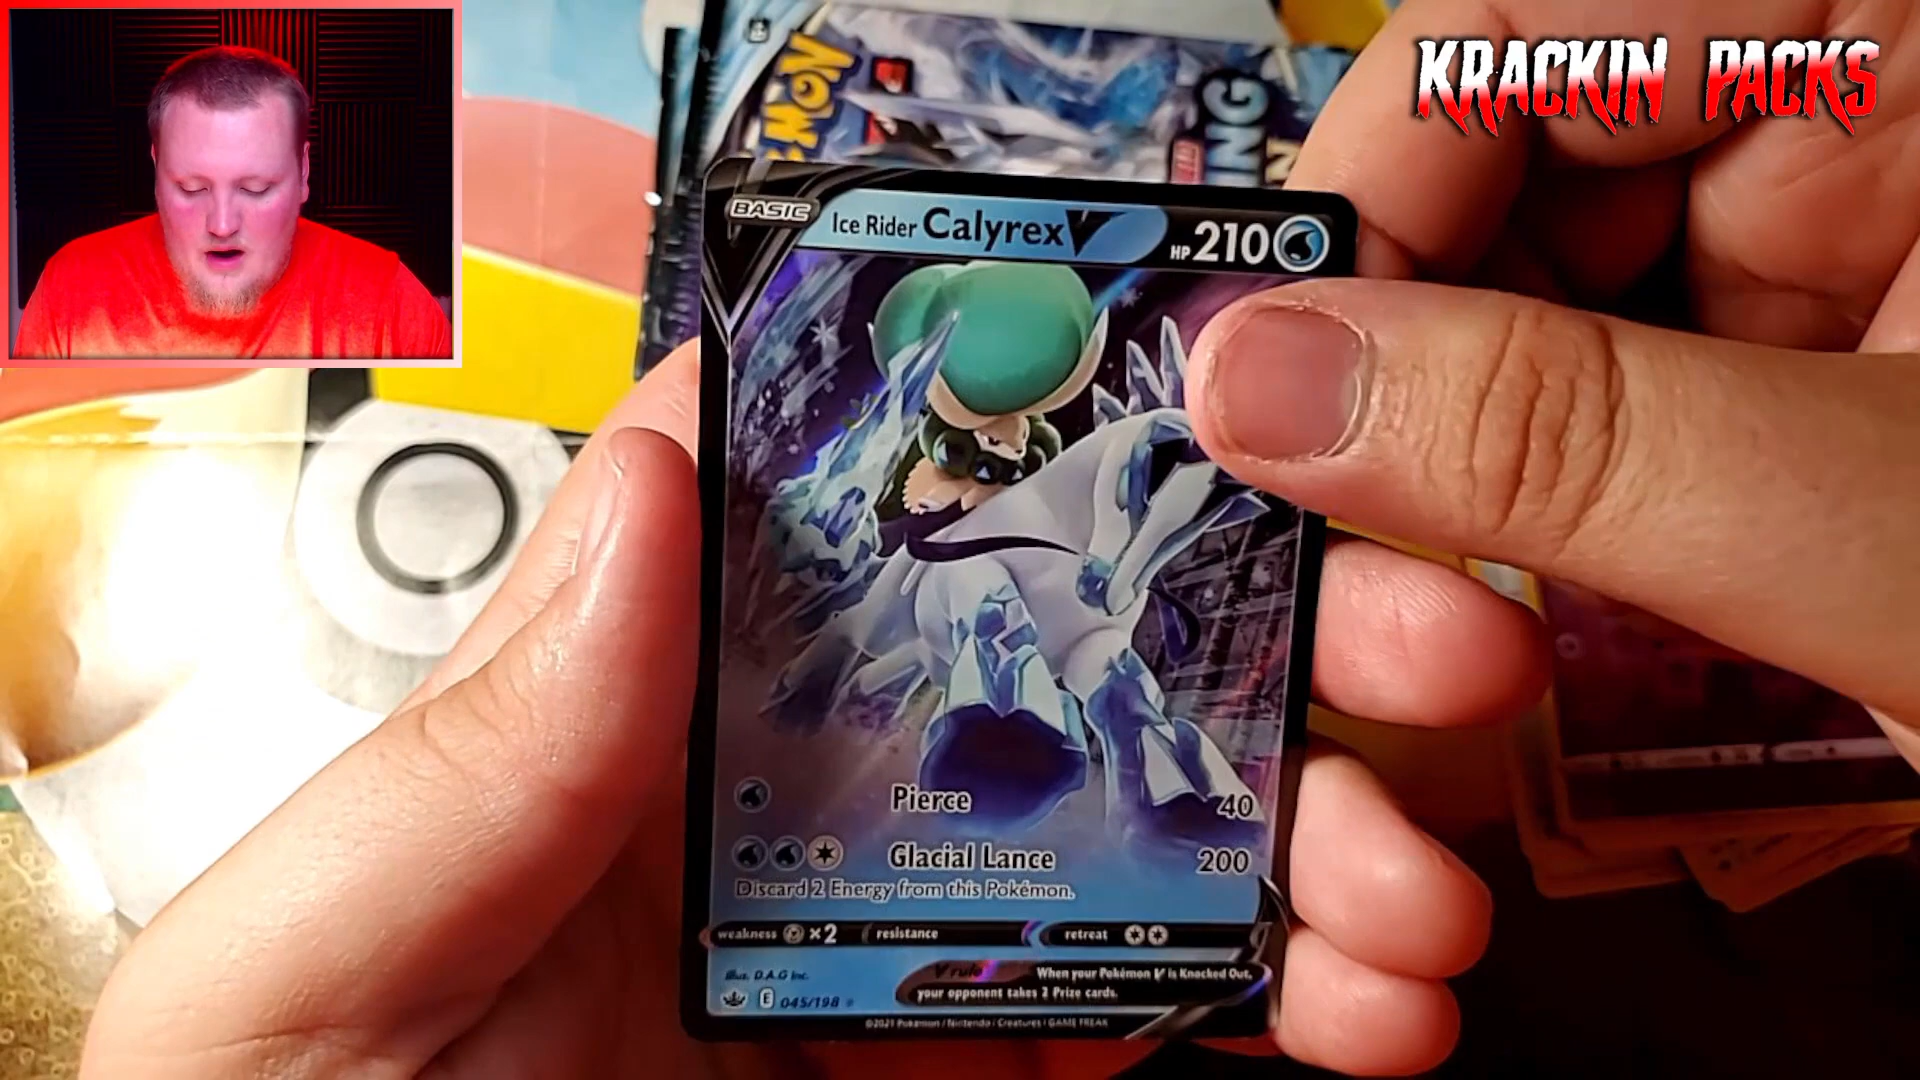 KRACKIN PACKS
BASIC
Ice Rider Calyrex V
HP 210
Pierce 40
Glacial Lance 200
Discard 2 Energy from this Pokémon.
weakness ×2 resistance retreat
Illus. D.A.G Inc.
V rule When your Pokémon V is Knocked Out,
your opponent takes 2 Prize cards.
E 045/198
©2021 Pokémon / Nintendo / Creatures / GAME FREAK